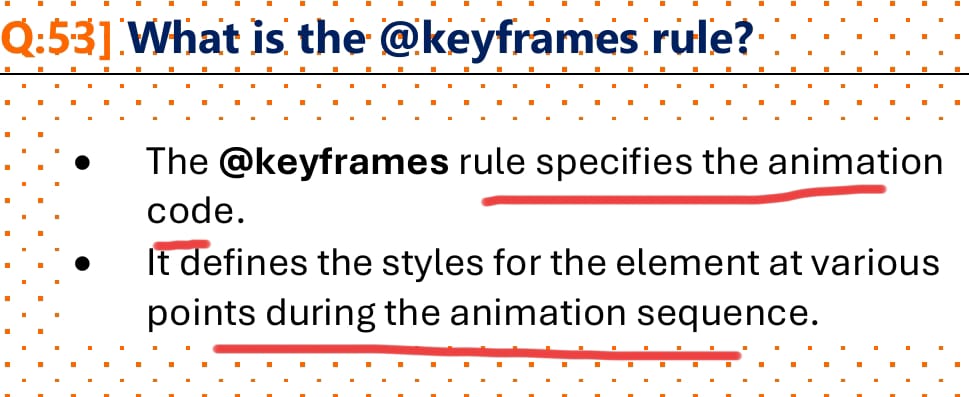 Q.53] What is the @keyframes rule?
● The @keyframes rule specifies the animation
code.
● It defines the styles for the element at various
points during the animation sequence.